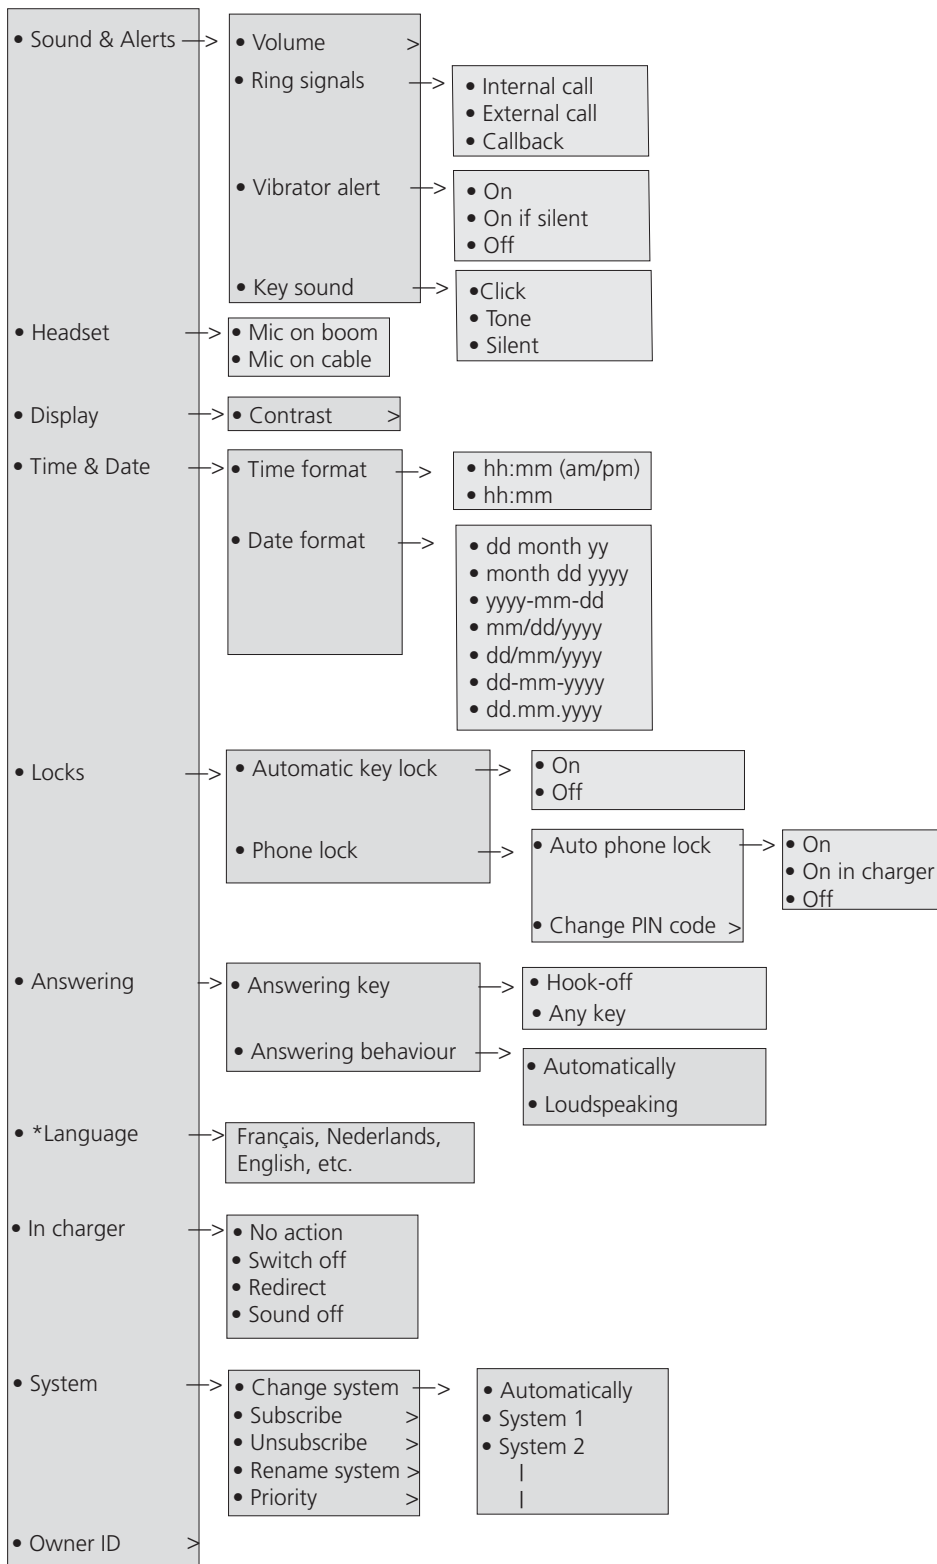 • Sound & Alerts —>
• Volume >
• Ring signals —>
• Internal call
• External call
• Callback
• Vibrator alert —>
• On
• On if silent
• Off
• Key sound —>
•Click
• Tone
• Silent
• Headset —>
• Mic on boom
• Mic on cable
• Display —>
• Contrast >
• Time & Date —>
• Time format —>
• hh:mm (am/pm)
• hh:mm
• Date format —>
• dd month yy
• month dd yyyy
• yyyy-mm-dd
• mm/dd/yyyy
• dd/mm/yyyy
• dd-mm-yyyy
• dd.mm.yyyy
• Locks —>
• Automatic key lock —>
• On
• Off
• Phone lock —>
• Auto phone lock —>
• On
• On in charger
• Off
• Change PIN code >
• Answering —>
• Answering key —>
• Hook-off
• Any key
• Answering behaviour —>
• Automatically
• Loudspeaking
• *Language —>
Français, Nederlands,
English, etc.
• In charger —>
• No action
• Switch off
• Redirect
• Sound off
• System —>
• Change system —>
• Automatically
• System 1
• System 2
|
|
• Subscribe >
• Unsubscribe >
• Rename system >
• Priority >
• Owner ID >